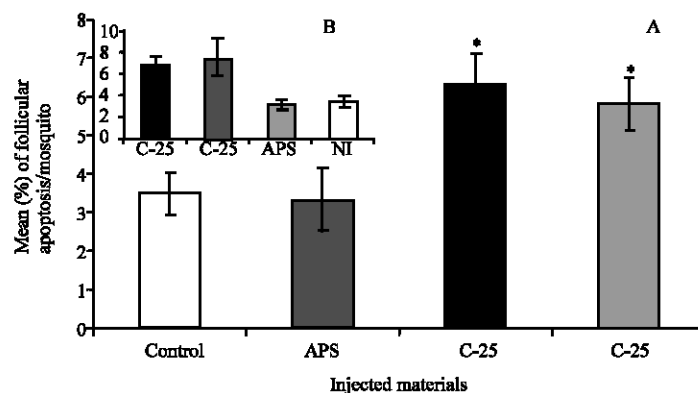 8
7
6
5
4
3
2
1
0
Mean (%) of follicular
apoptosis/mosquito
B
A
10
8
6
4
2
0
C-25 C-25 APS NI
* *
Control APS C-25 C-25
Injected materials